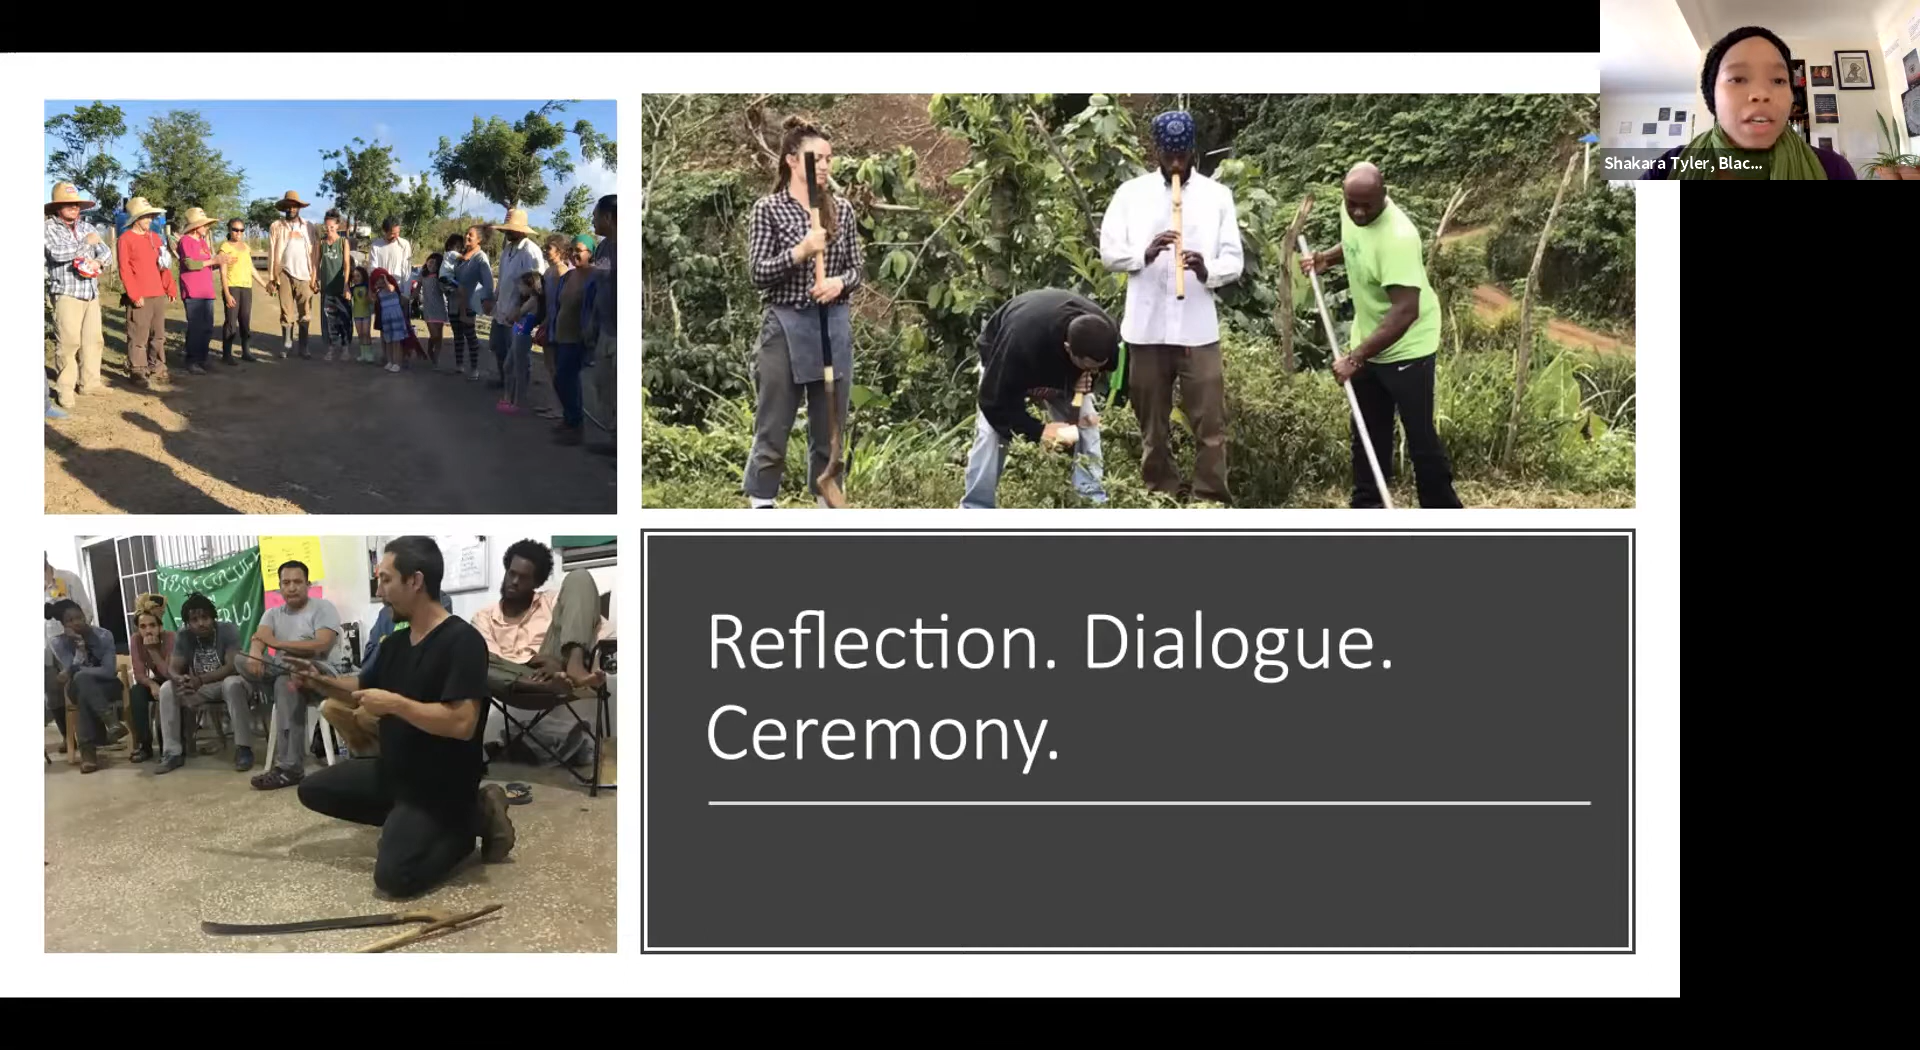 Shakara Tyler, Blac...
Reflection. Dialogue.
Ceremony.